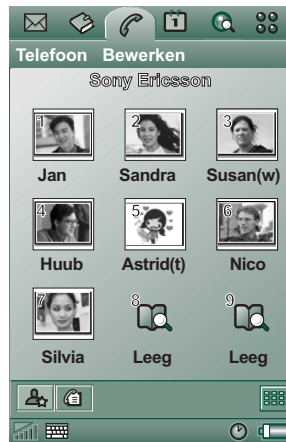 1
Telefoon Bewerken
Sony Ericsson
1 2 3
Jan Sandra Susan(w)
4 5 6
Huub Astrid(t) Nico
7 8 9
Silvia Leeg Leeg